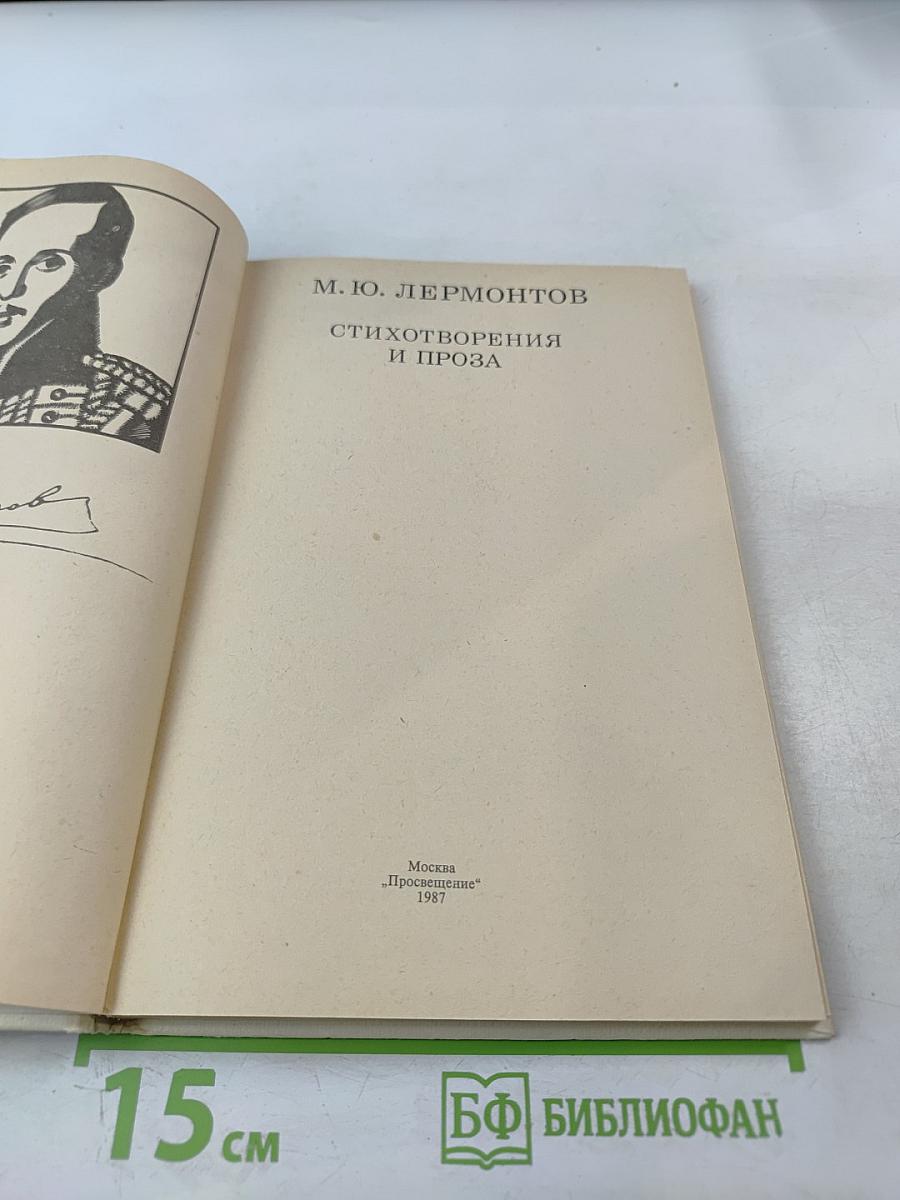 М. Ю. ЛЕРМОНТОВ
СТИХОТВОРЕНИЯ
И ПРОЗА
Москва
„Просвещение“
1987
15 см
БФ БИБЛИОФАН